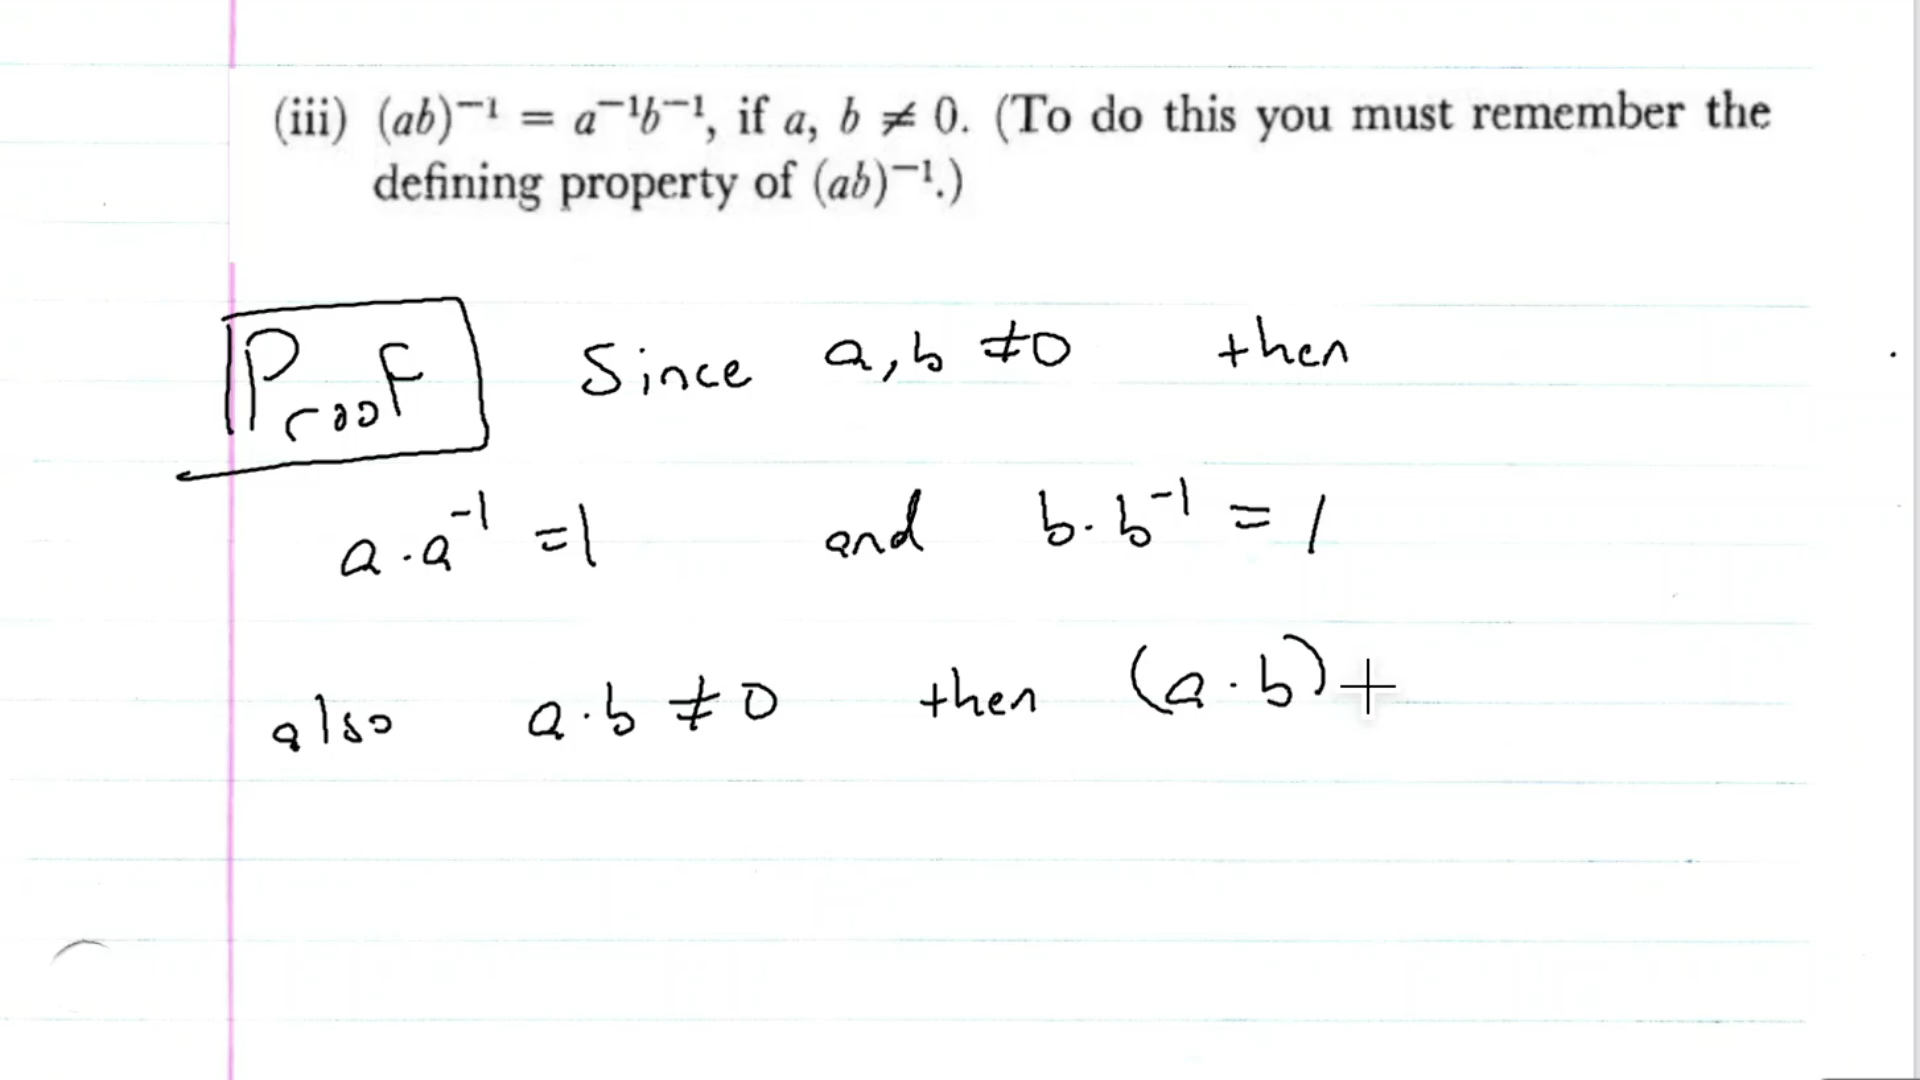 (iii) (ab)⁻¹ = a⁻¹b⁻¹, if a, b ≠ 0. (To do this you must remember the
defining property of (ab)⁻¹.)
Proof Since a, b ≠ 0 then
a · a⁻¹ = 1 and b · b⁻¹ = 1
also a · b ≠ 0 then (a · b)